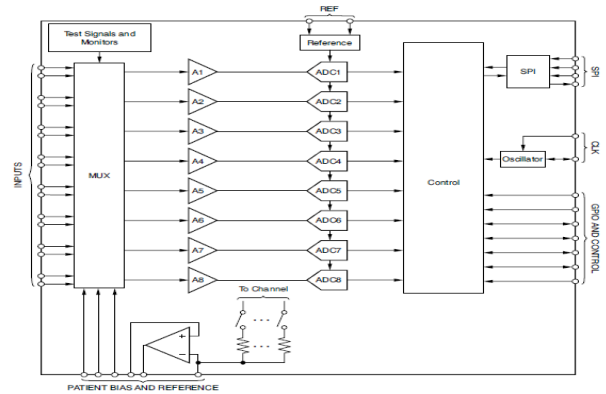 REF
Test Signals and
Monitors
Reference
A1
ADC1
SPI
SPI
A2
ADC2
A3
ADC3
CLK
A4
ADC4
Oscillator
INPUTS
MUX
Control
A5
ADC5
A6
ADC6
GPIO AND CONTROL
A7
ADC7
A8
ADC8
To Channel
+
−
PATIENT BIAS AND REFERENCE